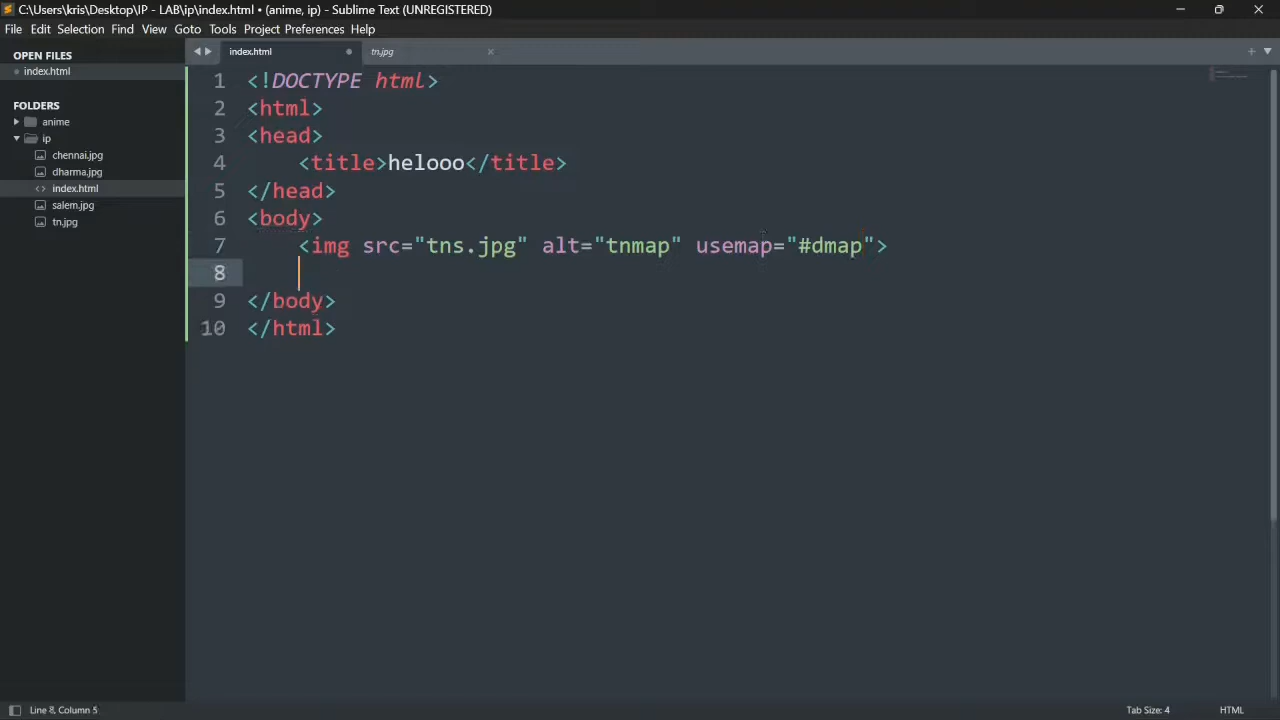 C:\Users\kris\Desktop\IP - LAB\ip\index.html • (anime, ip) - Sublime Text (UNREGISTERED)
File Edit Selection Find View Goto Tools Project Preferences Help
OPEN FILES
index.html
FOLDERS
anime
ip
chennai.jpg
dharma.jpg
index.html
salem.jpg
tn.jpg
index.html
tn.jpg
1 <!DOCTYPE html>
2 <html>
3 <head>
4 <title>helooo</title>
5 </head>
6 <body>
7 <img src="tns.jpg" alt="tnmap" usemap="#dmap">
8
9 </body>
10 </html>
Line 8, Column 5
Tab Size: 4
HTML